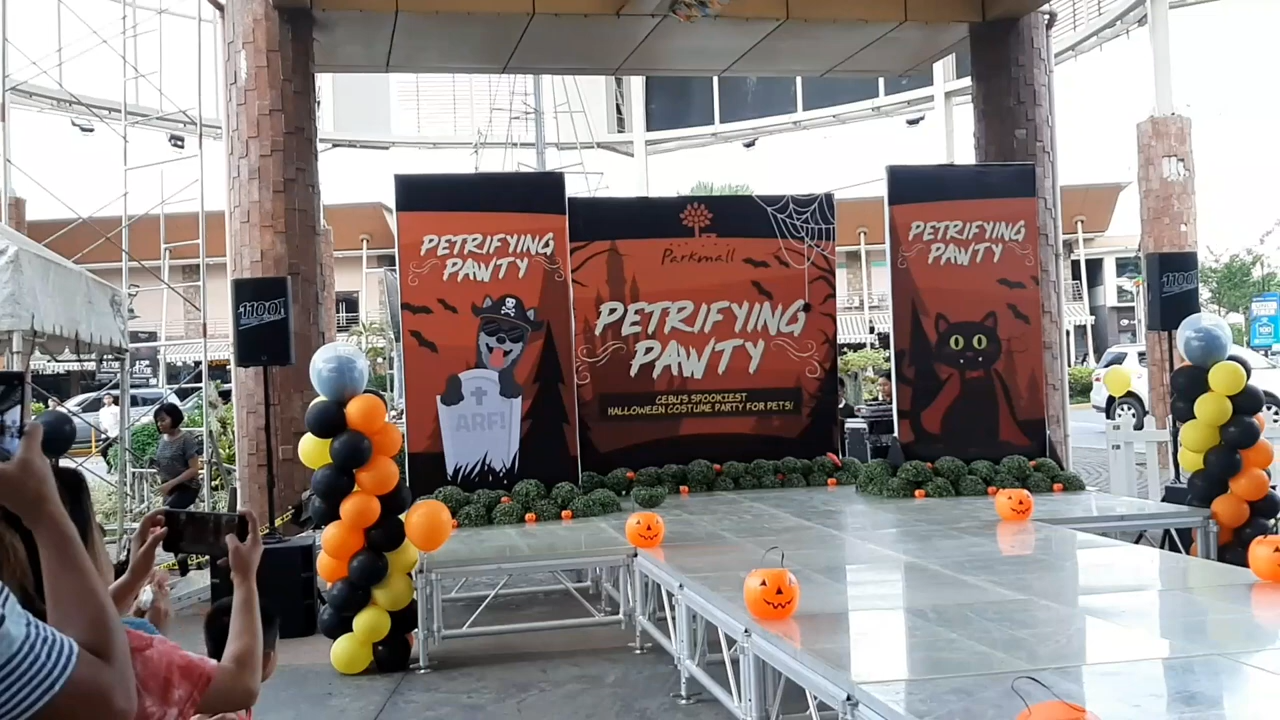 PETRIFYING
PAWTY
ARF!
Parkmall
PETRIFYING
PAWTY
CEBU'S SPOOKIEST
HALLOWEEN COSTUME PARTY FOR PETS!
PETRIFYING
PAWTY
1100
1100